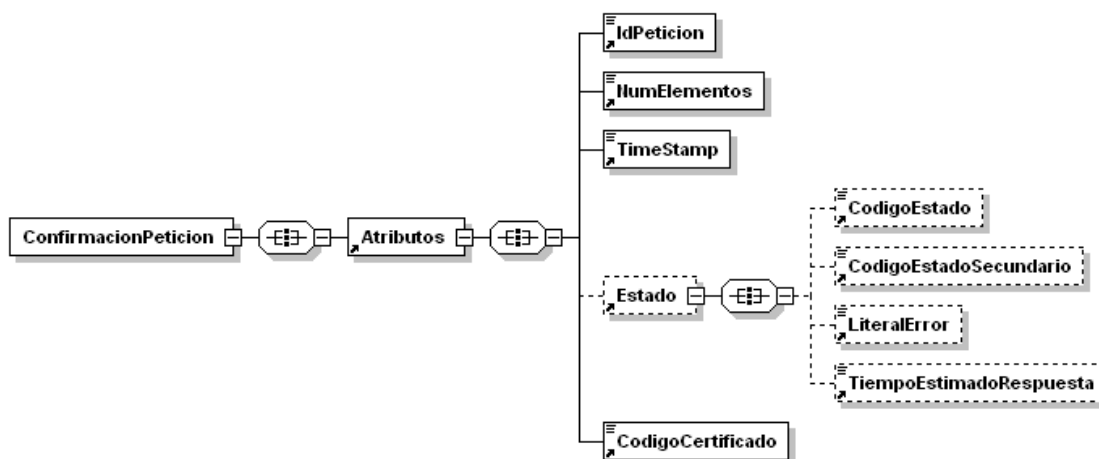 IdPeticion
NumElementos
TimeStamp
CodigoEstado
ConfirmacionPeticion
Atributos
CodigoEstadoSecundario
Estado
LiteralError
TiempoEstimadoRespuesta
CodigoCertificado